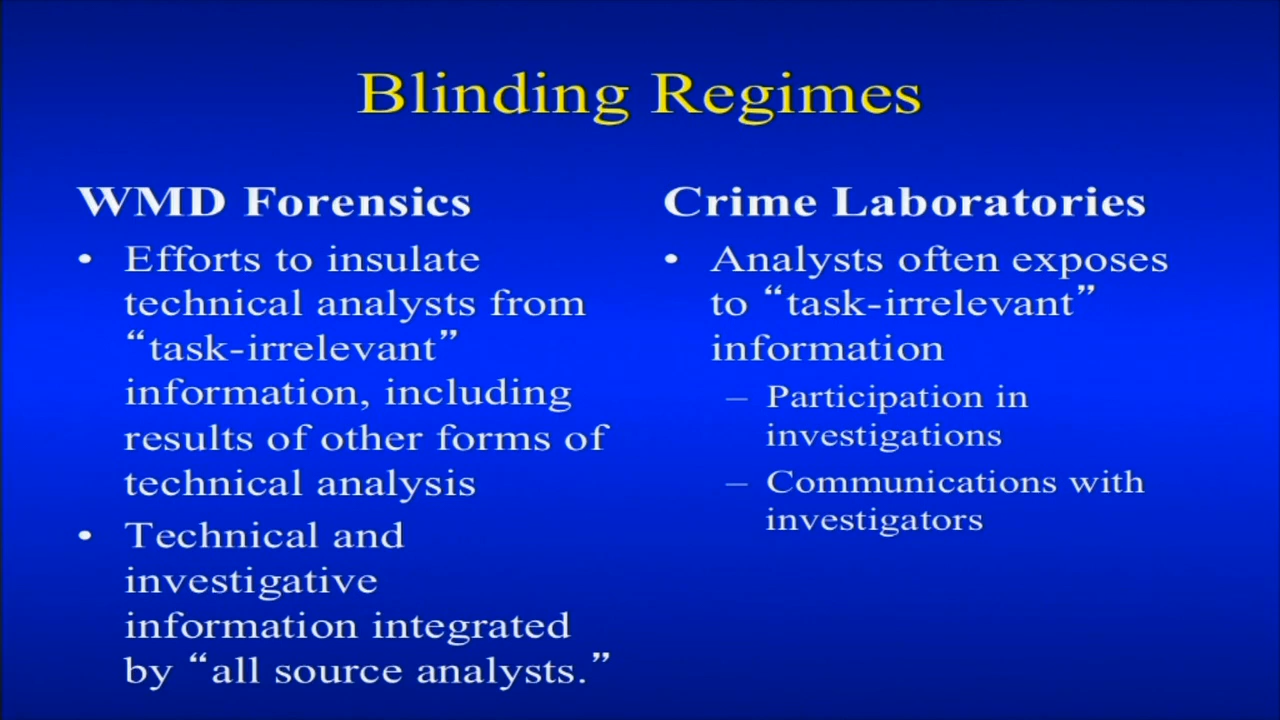 Blinding Regimes
WMD Forensics
• Efforts to insulate
technical analysts from
“task-irrelevant”
information, including
results of other forms of
technical analysis
• Technical and
investigative
information integrated
by “all source analysts.”
Crime Laboratories
• Analysts often exposes
to “task-irrelevant”
information
– Participation in
investigations
– Communications with
investigators